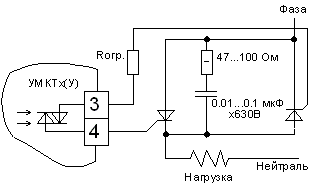 Фаза
Rогр.
47...100 Ом
УМ КТх(У)
3
0.01...0.1 мкФ
х630В
4
Нейтраль
Нагрузка